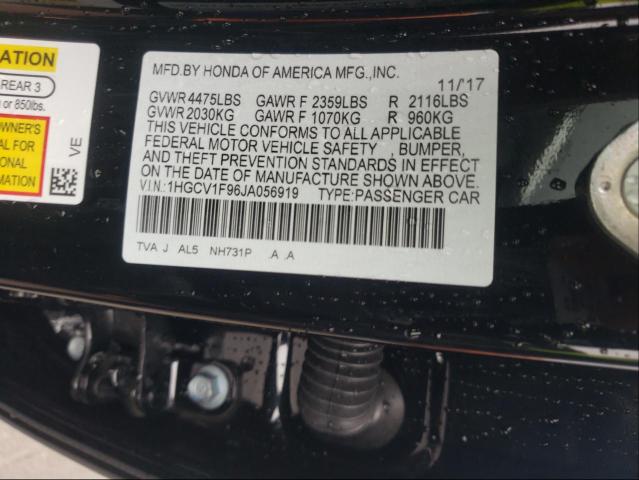 ATION
REAR 3
or 850lbs.
OWNER'S
FOR
IONAL
MATION
VE
MFD.BY HONDA OF AMERICA MFG.,INC.
11/17
GVWR 4475LBS GAWR F 2359LBS R 2116LBS
GVWR 2030KG GAWR F 1070KG R 960KG
THIS VEHICLE CONFORMS TO ALL APPLICABLE
FEDERAL MOTOR VEHICLE SAFETY , BUMPER,
AND THEFT PREVENTION STANDARDS IN EFFECT
ON THE DATE OF MANUFACTURE SHOWN ABOVE.
V.I.N.:1HGCV1F96JA056919 TYPE:PASSENGER CAR
TVA J AL5 NH731P .A .A